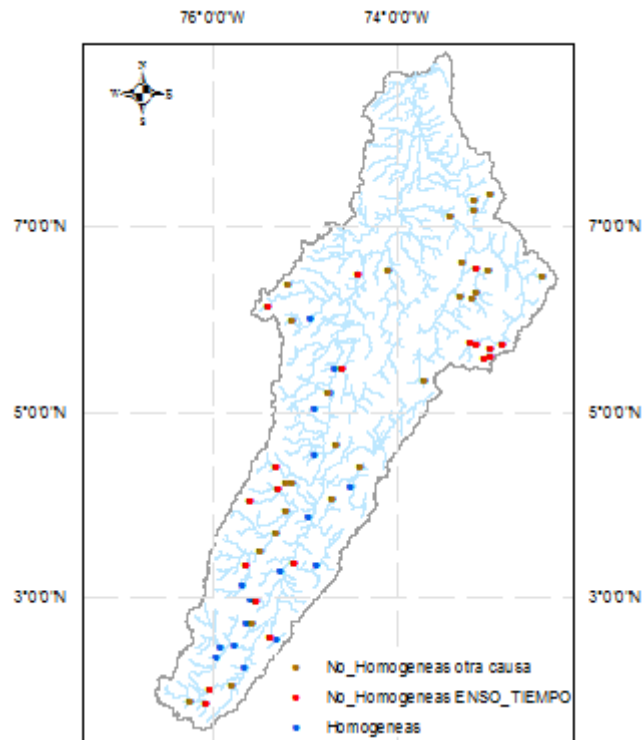 76°0'0"W 74°0'0"W
N
W E
S
7°0'0"N 7°0'0"N
5°0'0"N 5°0'0"N
3°0'0"N 3°0'0"N
No_Homogeneas otra causa
No_Homogeneas ENSO_TIEMPO
Homogeneas